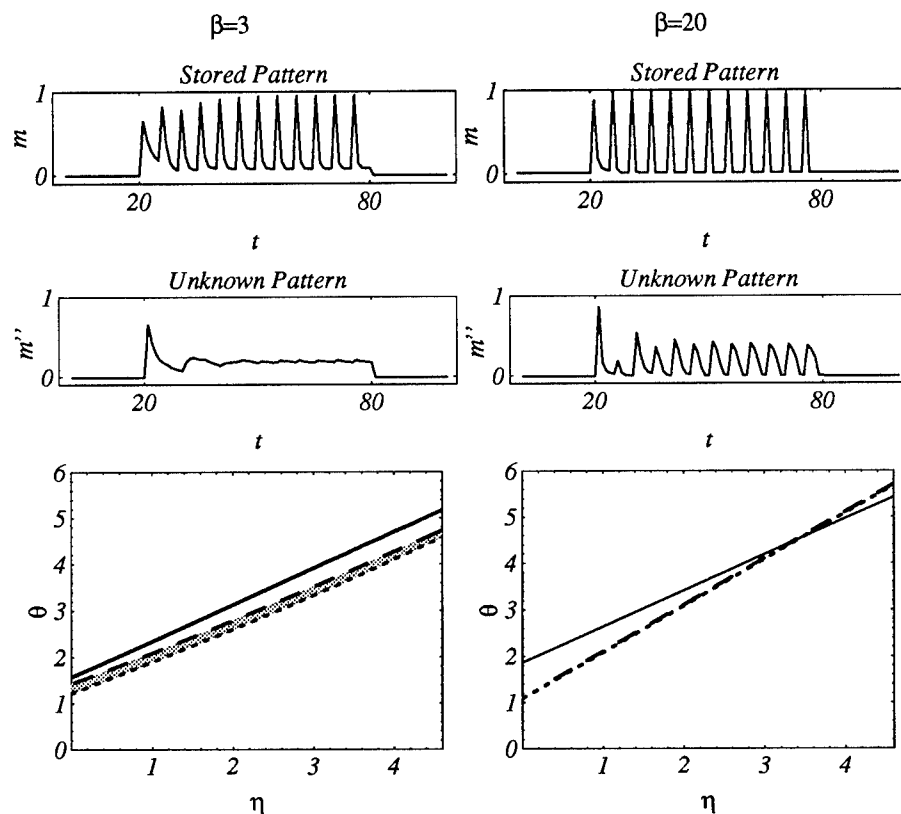 β=3 β=20
Stored Pattern Stored Pattern
1 1
m m
0 0
20 80 20 80
t t
Unknown Pattern Unknown Pattern
1 1
m'' m''
0 0
20 80 20 80
t t
6 6
5 5
4 4
θ 3 θ 3
2 2
1 1
0 0
1 2 3 4 1 2 3 4
η η